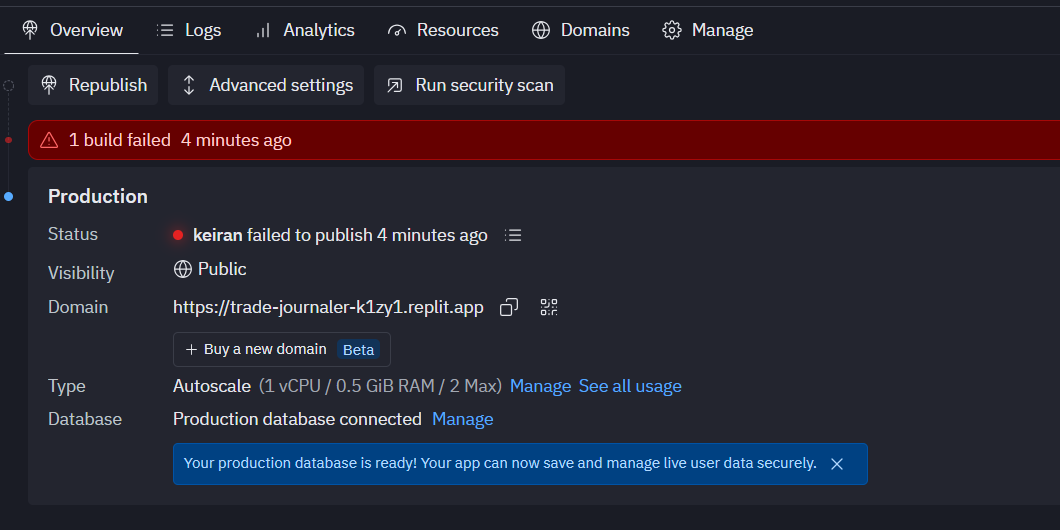 Overview Logs Analytics Resources Domains Manage
Republish Advanced settings Run security scan
1 build failed 4 minutes ago
Production
Status keiran failed to publish 4 minutes ago
Visibility Public
Domain https://trade-journaler-k1zy1.replit.app
+ Buy a new domain Beta
Type Autoscale (1 vCPU / 0.5 GiB RAM / 2 Max) Manage See all usage
Database Production database connected Manage
Your production database is ready! Your app can now save and manage live user data securely.